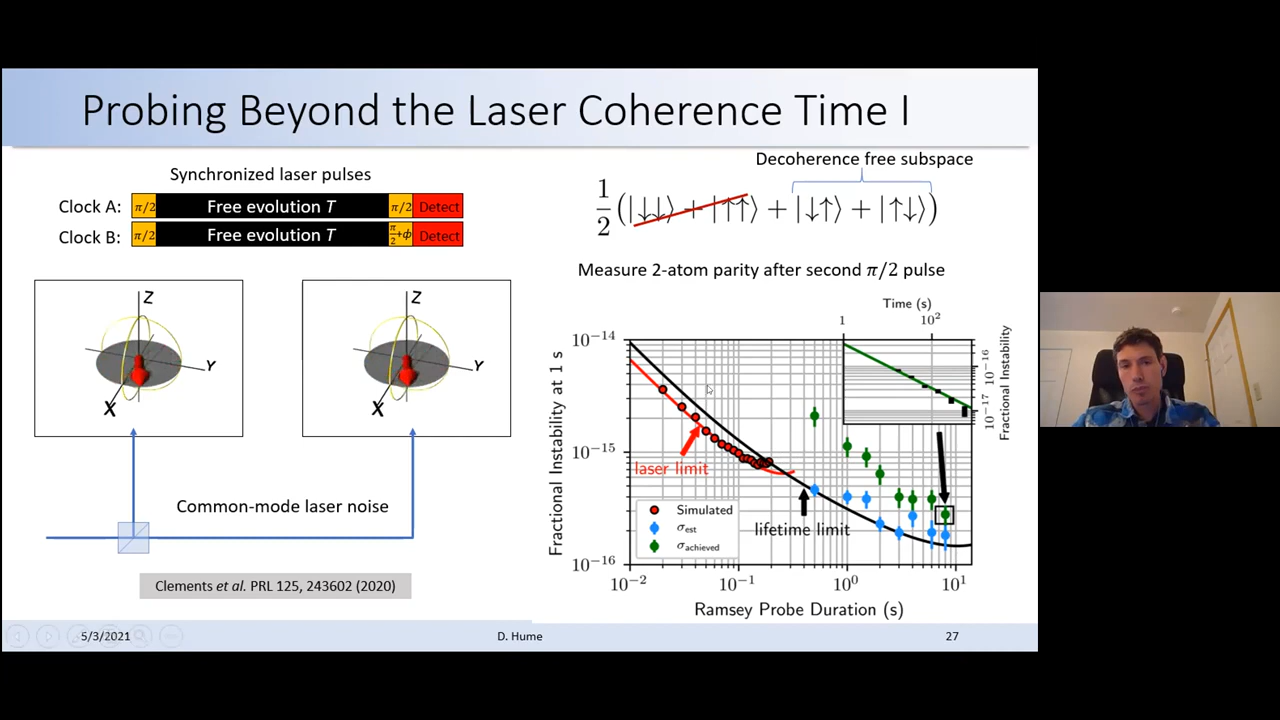 Probing Beyond the Laser Coherence Time I
Synchronized laser pulses
Clock A: π/2 Free evolution T π/2 Detect
Clock B: π/2 Free evolution T π/2+ϕ Detect
Z
Y
X
Z
Y
X
Common-mode laser noise
Clements et al. PRL 125, 243602 (2020)
Decoherence free subspace
1/2(|↓↓⟩ + |↑↑⟩ + |↓↑⟩ + |↑↓⟩)
Measure 2-atom parity after second π/2 pulse
Time (s)
1 10²
10⁻¹⁶
10⁻¹⁷
Fractional Instability
Fractional Instability at 1 s
10⁻¹⁴
10⁻¹⁵
10⁻¹⁶
laser limit
lifetime limit
Simulated
σest
σachieved
10⁻² 10⁻¹ 10⁰ 10¹
Ramsey Probe Duration (s)
5/3/2021 D. Hume 27